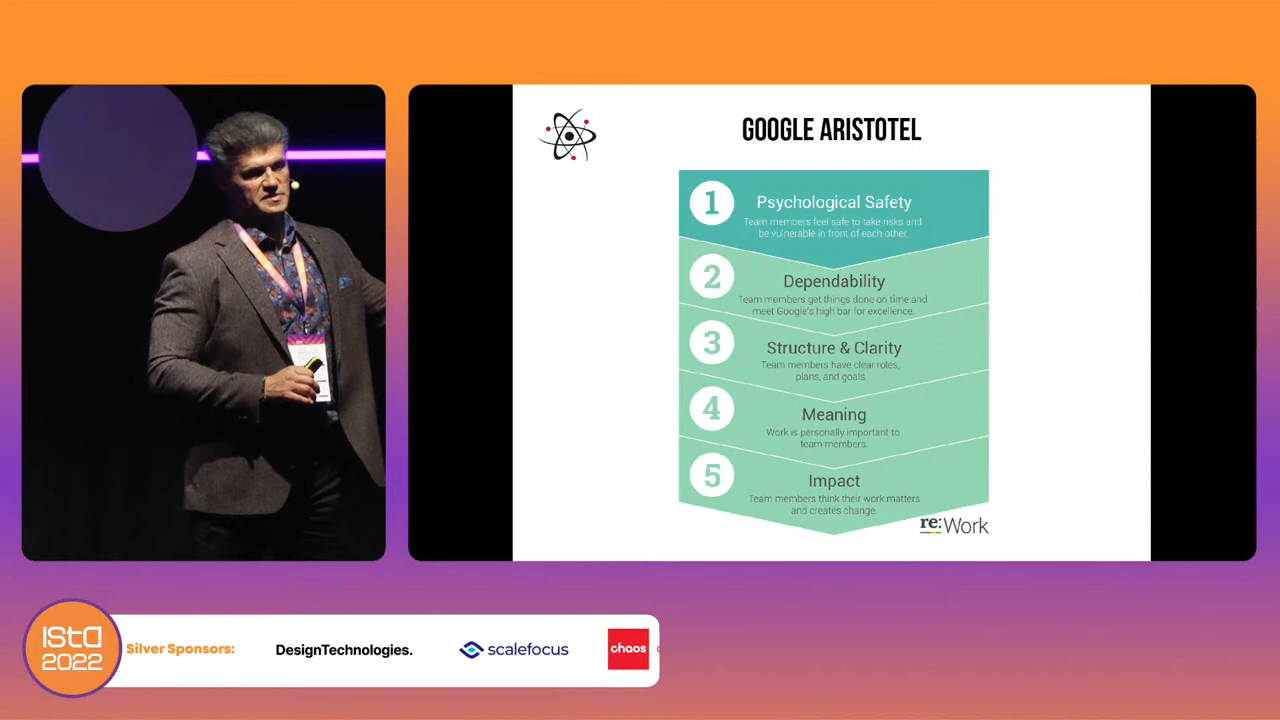 GOOGLE ARISTOTEL
1
Psychological Safety
Team members feel safe to take risks and
be vulnerable in front of each other.
2
Dependability
Team members get things done on time and
meet Google's high bar for excellence.
3
Structure & Clarity
Team members have clear roles,
plans, and goals.
4
Meaning
Work is personally important to
team members.
5
Impact
Team members think their work matters
and creates change.
re:Work
ISTA
2022
Silver Sponsors:
DesignTechnologies.
scalefocus
chaos